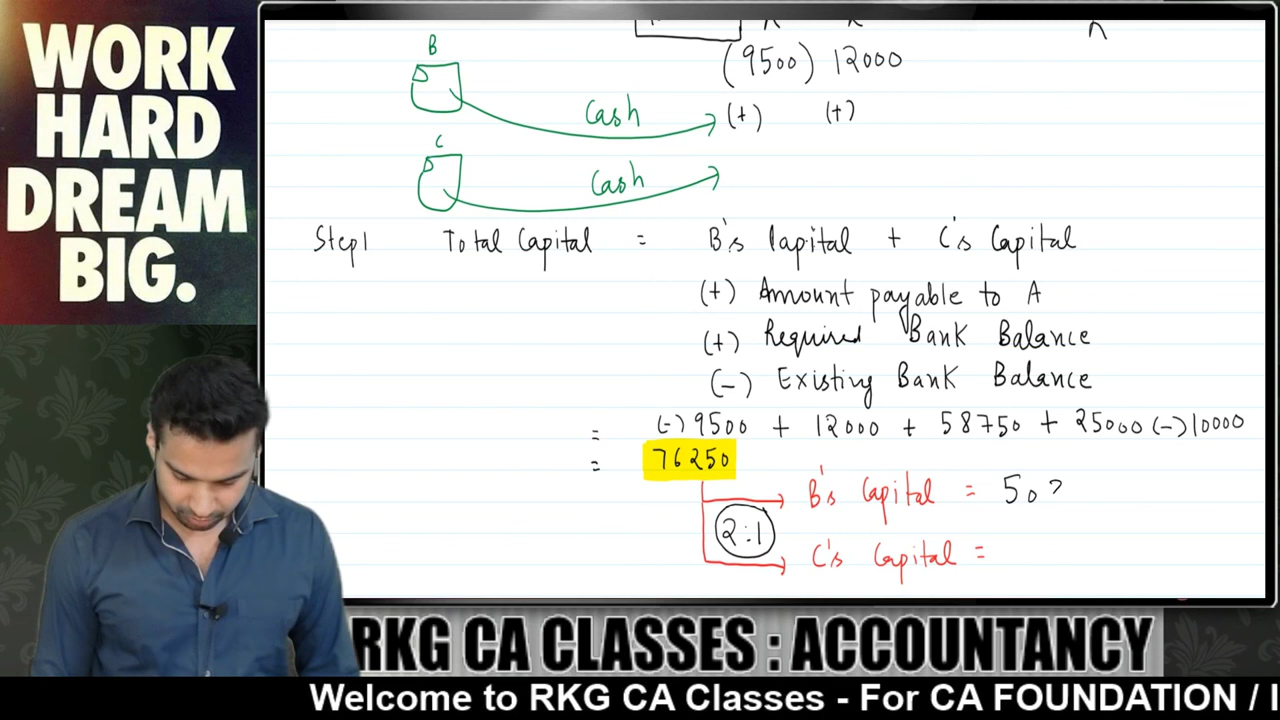 WORK
HARD
DREAM
BIG.
(9500) 12000
B
Cash (+) (+)
C
Cash
Step1 Total Capital = B's Capital + C's Capital
(+) Amount payable to A
(+) Required Bank Balance
(-) Existing Bank Balance
= (-) 9500 + 12000 + 58750 + 25000 (-) 10000
= 76250
B's Capital =
2:1
C's Capital =
RKG CA CLASSES : ACCOUNTANCY
Welcome to RKG CA Classes - For CA FOUNDATION /